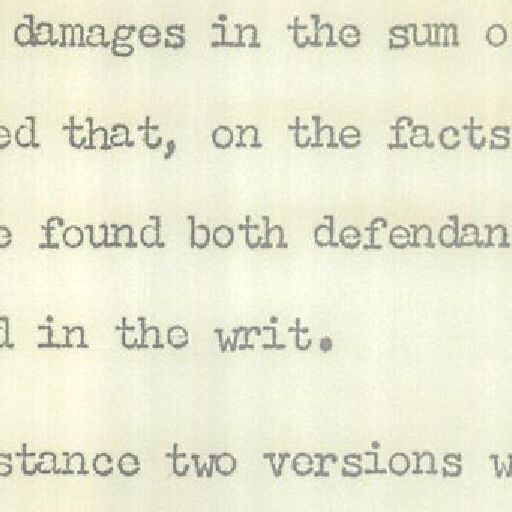 damages in the sum o
ed that, on the facts
e found both defendan
d in the writ.
stance two versions w